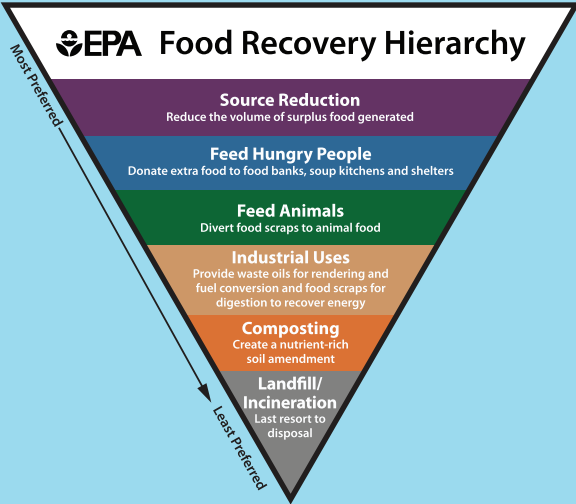 EPA Food Recovery Hierarchy
Most Preferred
Source Reduction
Reduce the volume of surplus food generated
Feed Hungry People
Donate extra food to food banks, soup kitchens and shelters
Feed Animals
Divert food scraps to animal food
Industrial Uses
Provide waste oils for rendering and
fuel conversion and food scraps for
digestion to recover energy
Composting
Create a nutrient-rich
soil amendment
Landfill/
Incineration
Last resort to
disposal
Least Preferred